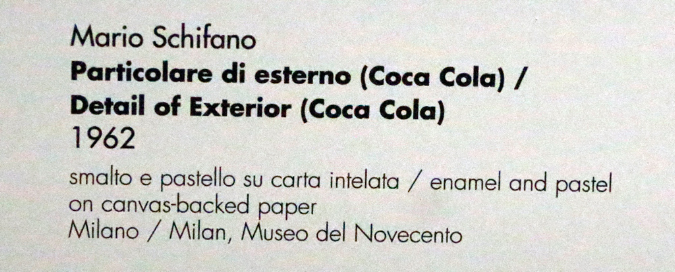 Mario Schifano
Particolare di esterno (Coca Cola) /
Detail of Exterior (Coca Cola)
1962
smalto e pastello su carta intelata / enamel and pastel
on canvas-backed paper
Milano / Milan, Museo del Novecento